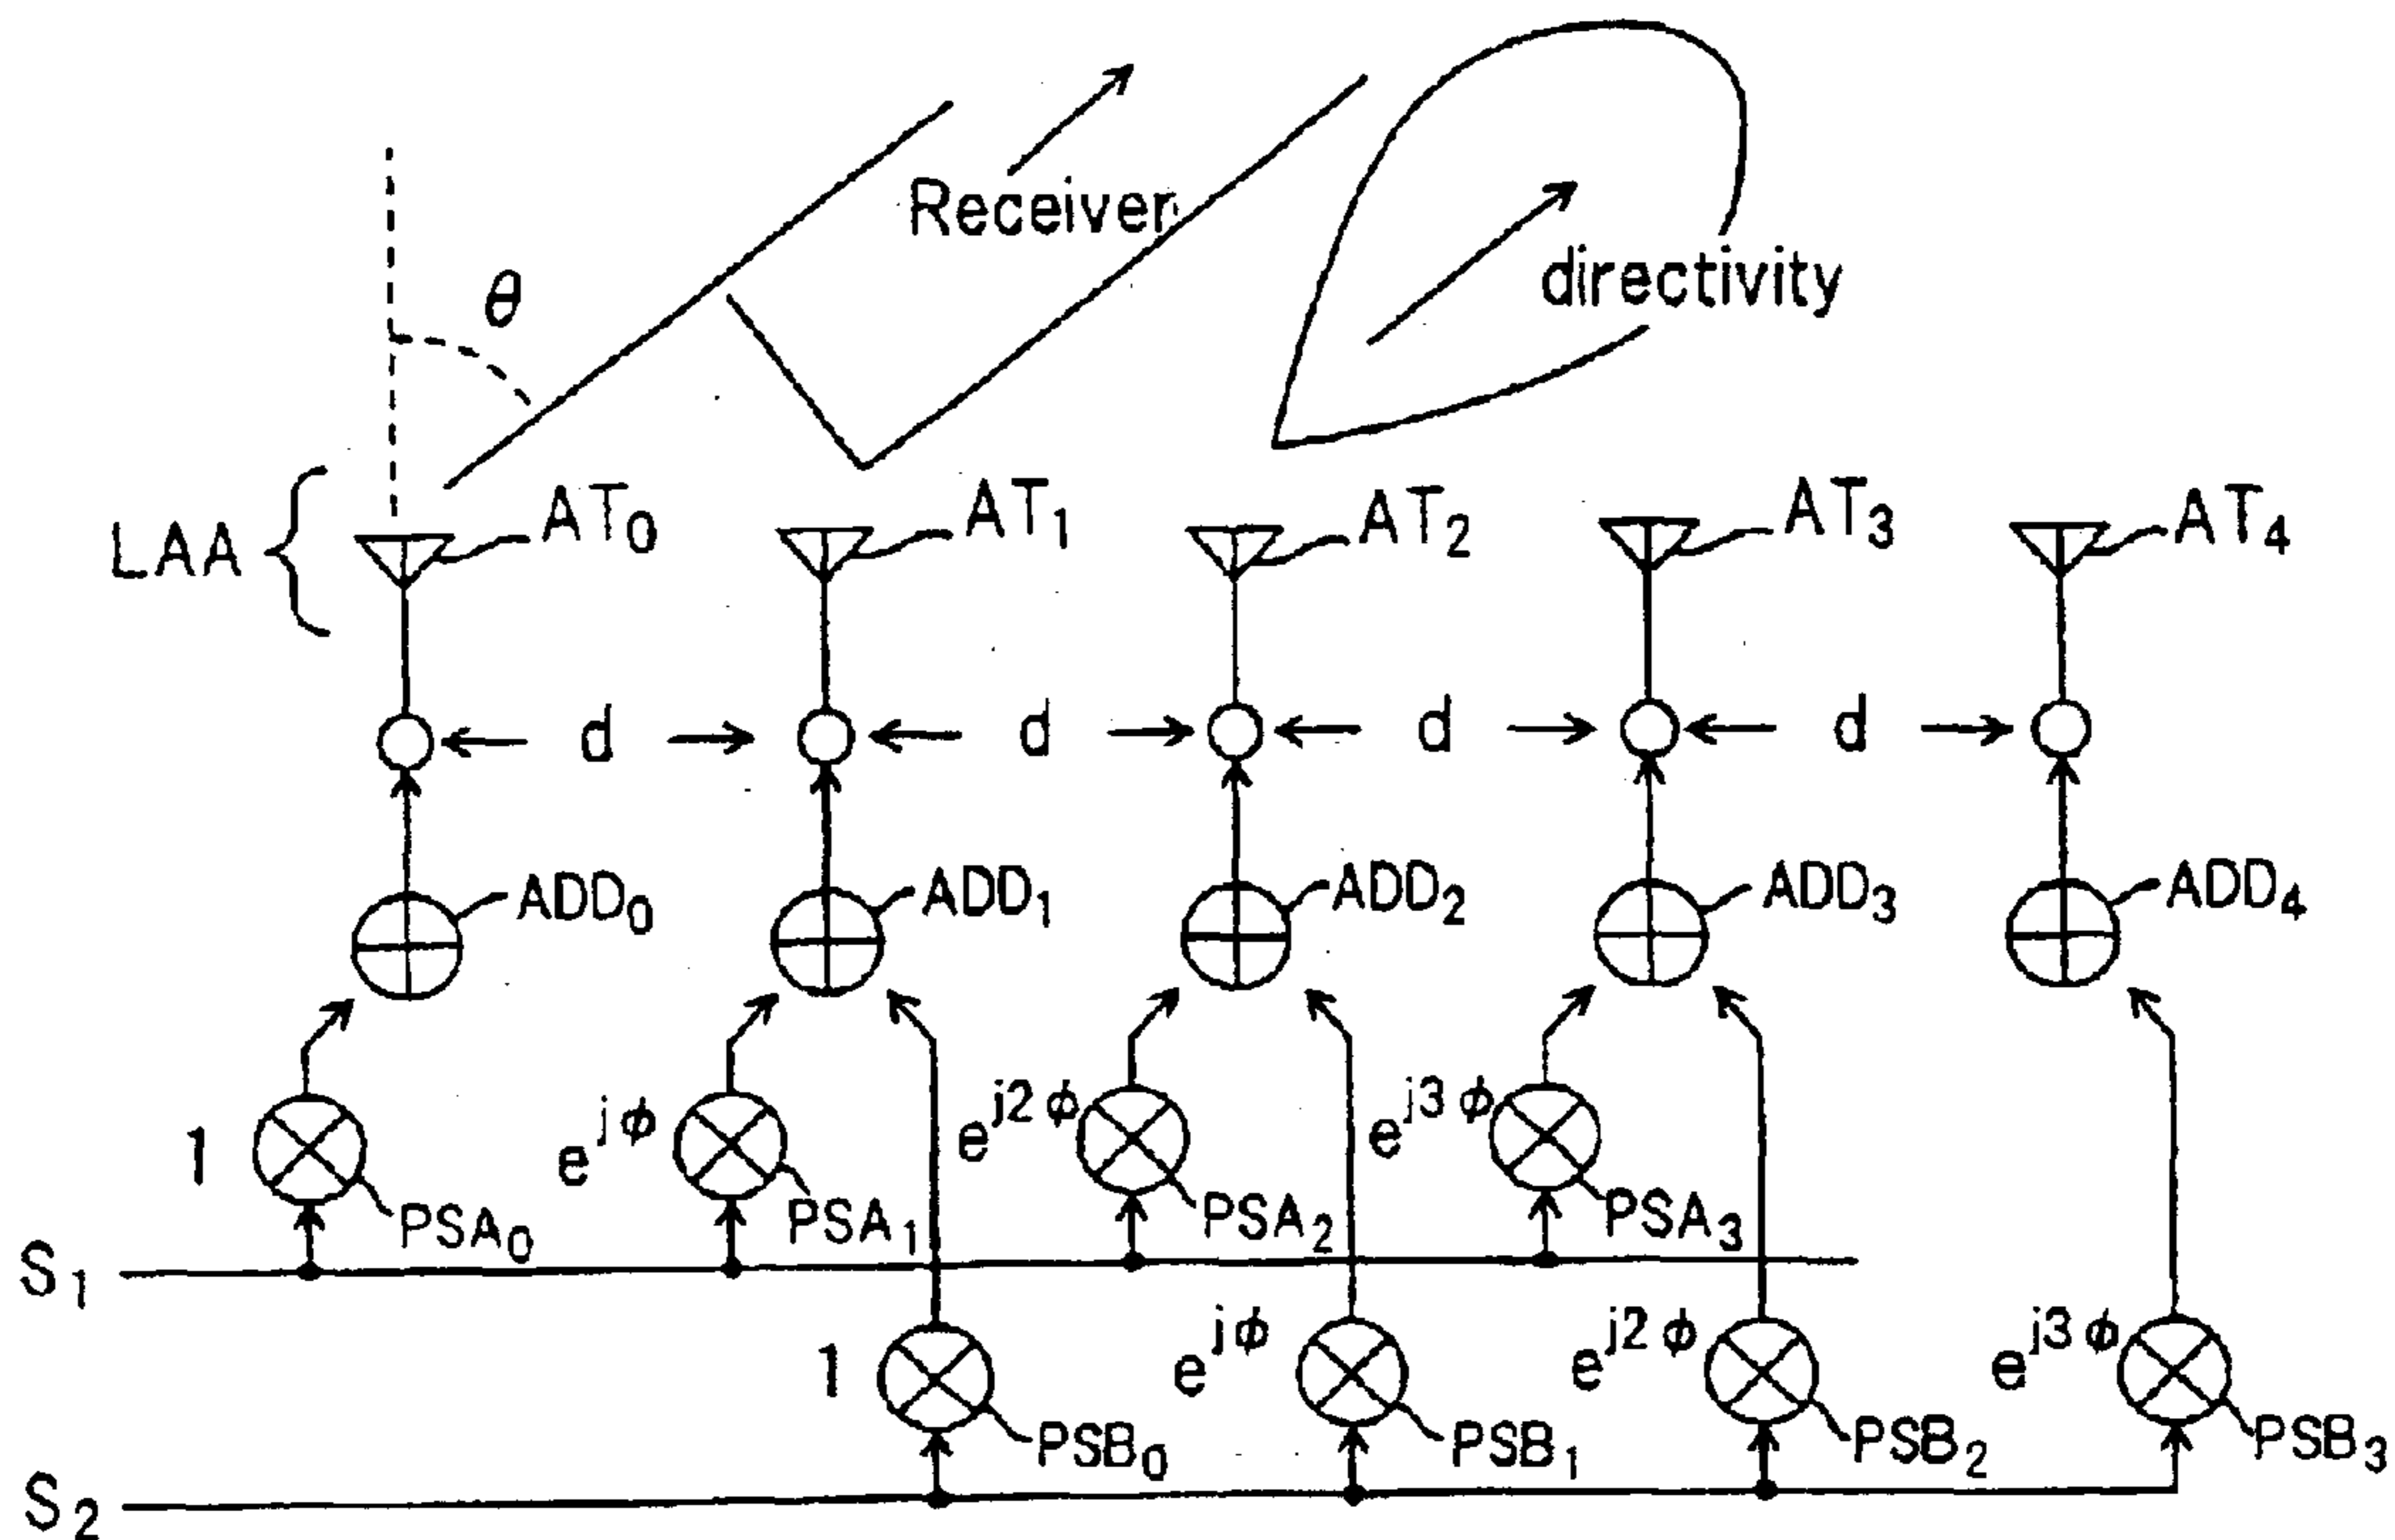 Receiver
θ
directivity
LAA { AT0 AT1 AT2 AT3 AT4
d d d d
ADD0 ADD1 ADD2 ADD3 ADD4
1 e^jφ e^j2φ e^j3φ
PSA0 PSA1 PSA2 PSA3
S1
1 e^jφ e^j2φ e^j3φ
PSB0 PSB1 PSB2 PSB3
S2